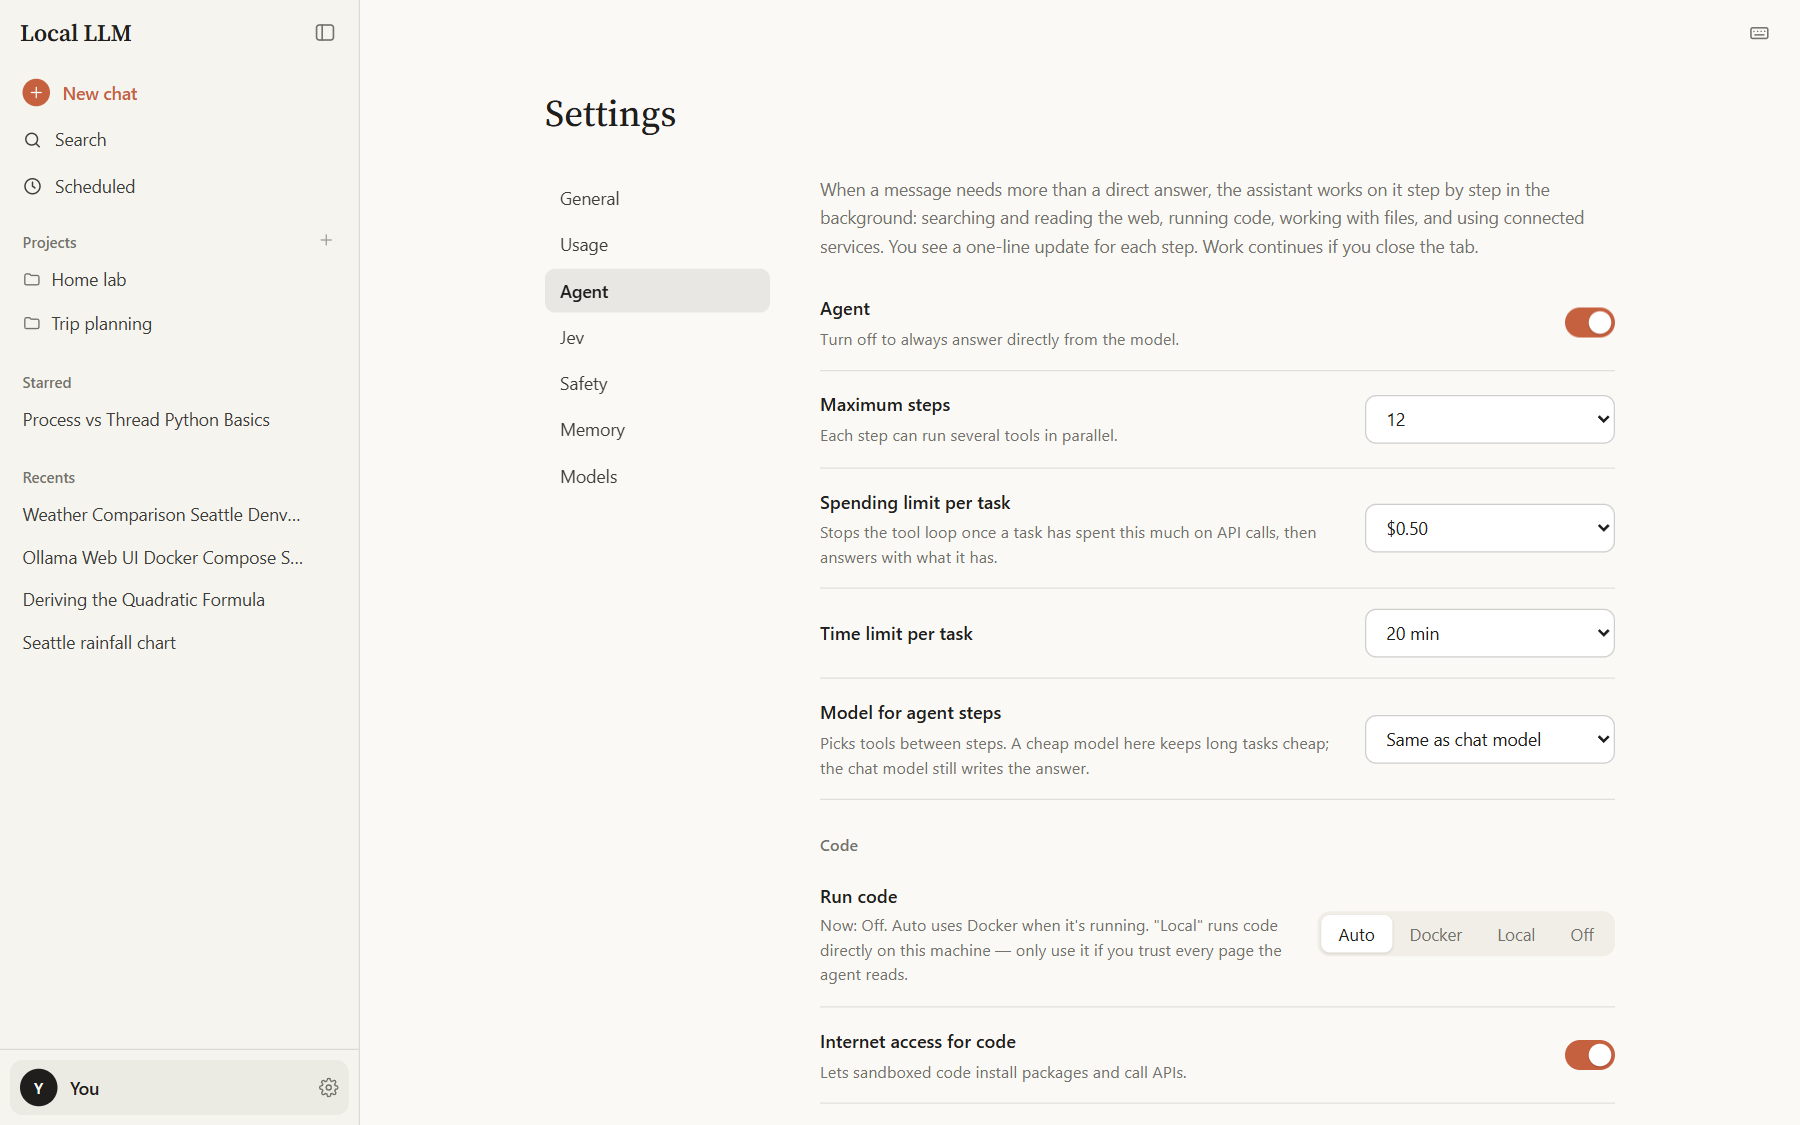 Local LLM
New chat
Search
Scheduled
Projects
Home lab
Trip planning
Starred
Process vs Thread Python Basics
Recents
Weather Comparison Seattle Denv...
Ollama Web UI Docker Compose S...
Deriving the Quadratic Formula
Seattle rainfall chart
Y
You
Settings
General
Usage
Agent
Jev
Safety
Memory
Models
When a message needs more than a direct answer, the assistant works on it step by step in the
background: searching and reading the web, running code, working with files, and using connected
services. You see a one-line update for each step. Work continues if you close the tab.
Agent
Turn off to always answer directly from the model.
Maximum steps
Each step can run several tools in parallel.
12
Spending limit per task
Stops the tool loop once a task has spent this much on API calls, then
answers with what it has.
$0.50
Time limit per task
20 min
Model for agent steps
Picks tools between steps. A cheap model here keeps long tasks cheap;
the chat model still writes the answer.
Same as chat model
Code
Run code
Now: Off. Auto uses Docker when it's running. "Local" runs code
directly on this machine — only use it if you trust every page the
agent reads.
Auto
Docker
Local
Off
Internet access for code
Lets sandboxed code install packages and call APIs.